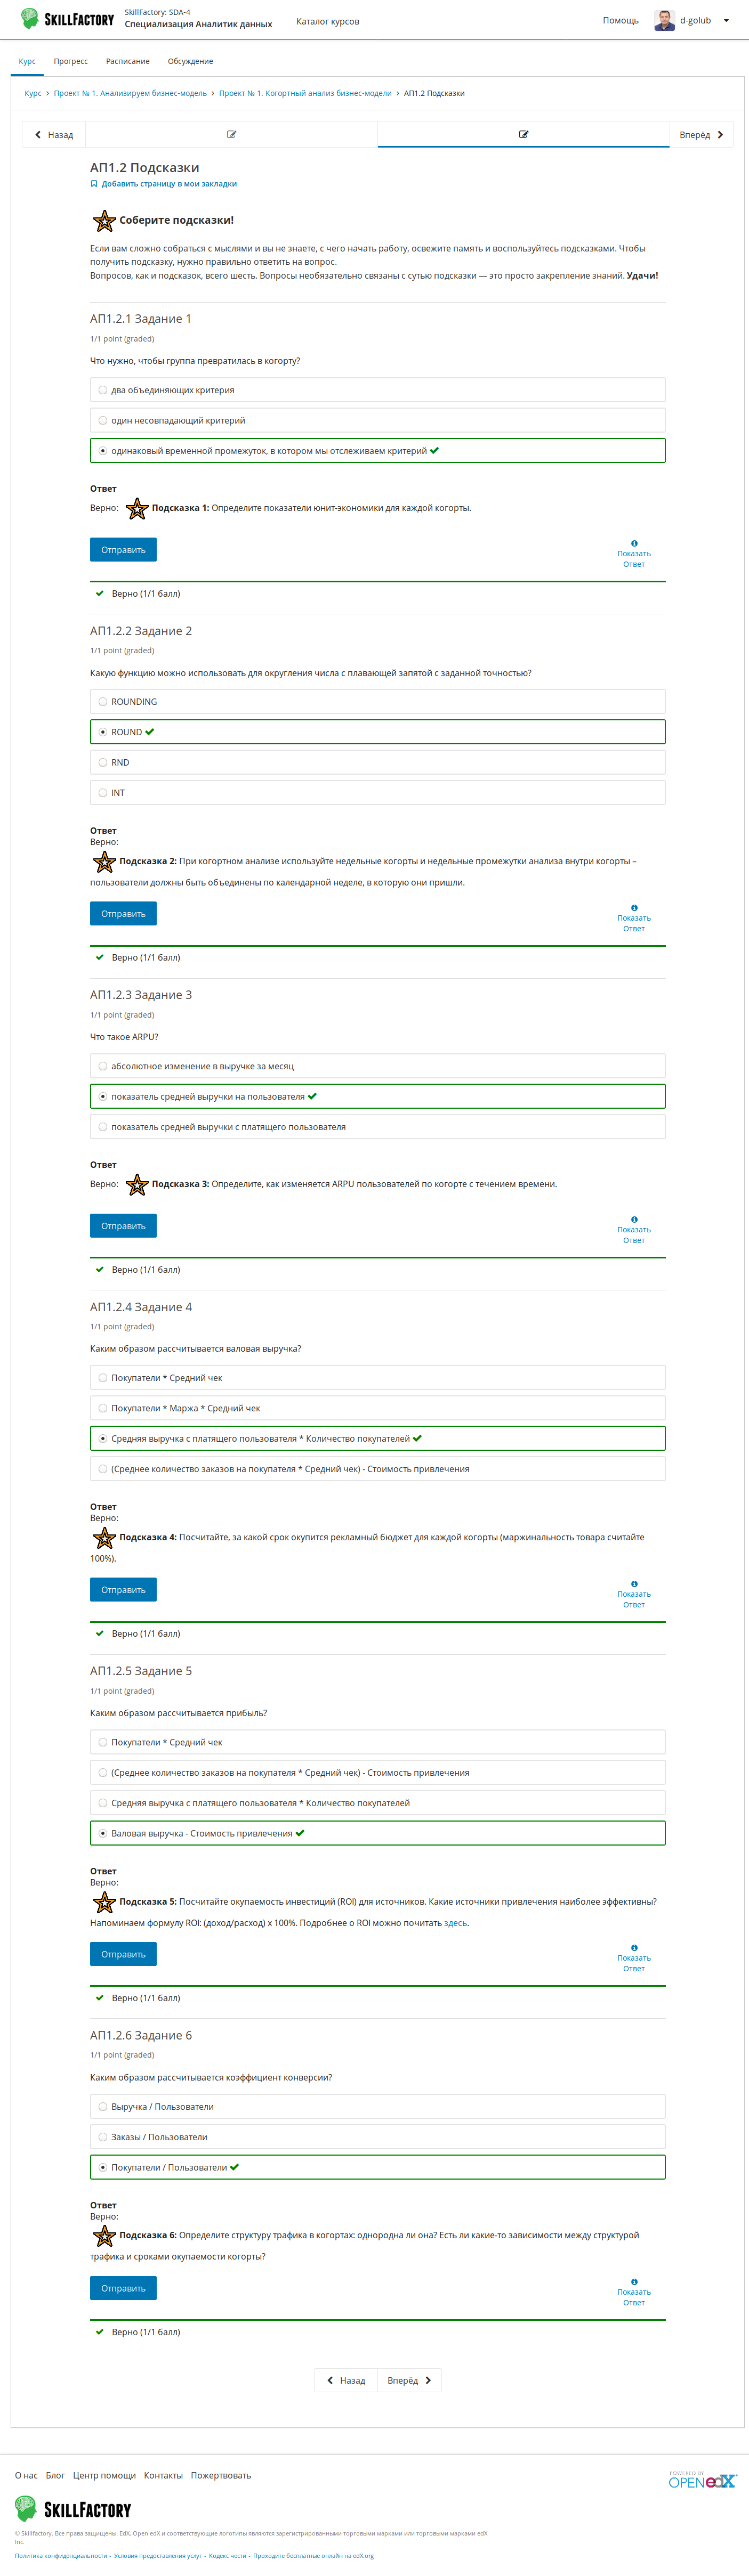 SKILLFACTORY
SkillFactory: SDA-4
Специализация Аналитик данных
Каталог курсов
Помощь
d-golub
Курс
Прогресс
Расписание
Обсуждение
Курс > Проект № 1. Анализируем бизнес-модель > Проект № 1. Когортный анализ бизнес-модели > АП1.2 Подсказки
Назад
Вперёд
АП1.2 Подсказки
Добавить страницу в мои закладки
Соберите подсказки!
Если вам сложно собраться с мыслями и вы не знаете, с чего начать работу, освежите память и воспользуйтесь подсказками. Чтобы
получить подсказку, нужно правильно ответить на вопрос.
Вопросов, как и подсказок, всего шесть. Вопросы необязательно связаны с сутью подсказки — это просто закрепление знаний. Удачи!
АП1.2.1 Задание 1
1/1 point (graded)
Что нужно, чтобы группа превратилась в когорту?
два объединяющих критерия
один несовпадающий критерий
одинаковый временной промежуток, в котором мы отслеживаем критерий
Ответ
Верно: Подсказка 1: Определите показатели юнит-экономики для каждой когорты.
Отправить
Показать
Ответ
Верно (1/1 балл)
АП1.2.2 Задание 2
1/1 point (graded)
Какую функцию можно использовать для округления числа с плавающей запятой с заданной точностью?
ROUNDING
ROUND
RND
INT
Ответ
Верно:
Подсказка 2: При когортном анализе используйте недельные когорты и недельные промежутки анализа внутри когорты –
пользователи должны быть объединены по календарной неделе, в которую они пришли.
Отправить
Показать
Ответ
Верно (1/1 балл)
АП1.2.3 Задание 3
1/1 point (graded)
Что такое ARPU?
абсолютное изменение в выручке за месяц
показатель средней выручки на пользователя
показатель средней выручки с платящего пользователя
Ответ
Верно: Подсказка 3: Определите, как изменяется ARPU пользователей по когорте с течением времени.
Отправить
Показать
Ответ
Верно (1/1 балл)
АП1.2.4 Задание 4
1/1 point (graded)
Каким образом рассчитывается валовая выручка?
Покупатели * Средний чек
Покупатели * Маржа * Средний чек
Средняя выручка с платящего пользователя * Количество покупателей
(Среднее количество заказов на покупателя * Средний чек) - Стоимость привлечения
Ответ
Верно:
Подсказка 4: Посчитайте, за какой срок окупится рекламный бюджет для каждой когорты (маржинальность товара считайте
100%).
Отправить
Показать
Ответ
Верно (1/1 балл)
АП1.2.5 Задание 5
1/1 point (graded)
Каким образом рассчитывается прибыль?
Покупатели * Средний чек
(Среднее количество заказов на покупателя * Средний чек) - Стоимость привлечения
Средняя выручка с платящего пользователя * Количество покупателей
Валовая выручка - Стоимость привлечения
Ответ
Верно:
Подсказка 5: Посчитайте окупаемость инвестиций (ROI) для источников. Какие источники привлечения наиболее эффективны?
Напоминаем формулу ROI: (доход/расход) x 100%. Подробнее о ROI можно почитать здесь.
Отправить
Показать
Ответ
Верно (1/1 балл)
АП1.2.6 Задание 6
1/1 point (graded)
Каким образом рассчитывается коэффициент конверсии?
Выручка / Пользователи
Заказы / Пользователи
Покупатели / Пользователи
Ответ
Верно:
Подсказка 6: Определите структуру трафика в когортах: однородна ли она? Есть ли какие-то зависимости между структурой
трафика и сроками окупаемости когорты?
Отправить
Показать
Ответ
Верно (1/1 балл)
Назад
Вперёд
О нас Блог Центр помощи Контакты Пожертвовать
POWERED BY
OPEN edX
SKILLFACTORY
© Skillfactory. Все права защищены. EdX, Open edX и соответствующие логотипы являются зарегистрированными торговыми марками или торговыми марками edX
Inc.
Политика конфиденциальности - Условия предоставления услуг - Кодекс чести - Проходите бесплатные онлайн на edX.org